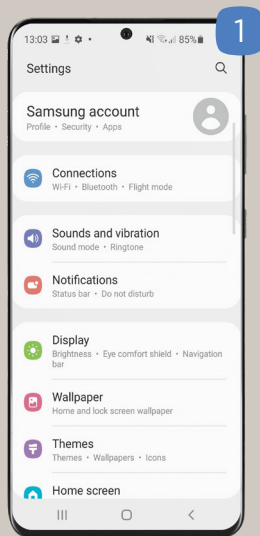 1
13:03 85%
Settings
Samsung account
Profile • Security • Apps
Connections
Wi-Fi • Bluetooth • Flight mode
Sounds and vibration
Sound mode • Ringtone
Notifications
Status bar • Do not disturb
Display
Brightness • Eye comfort shield • Navigation
bar
Wallpaper
Home and lock screen wallpaper
Themes
Themes • Wallpapers • Icons
Home screen